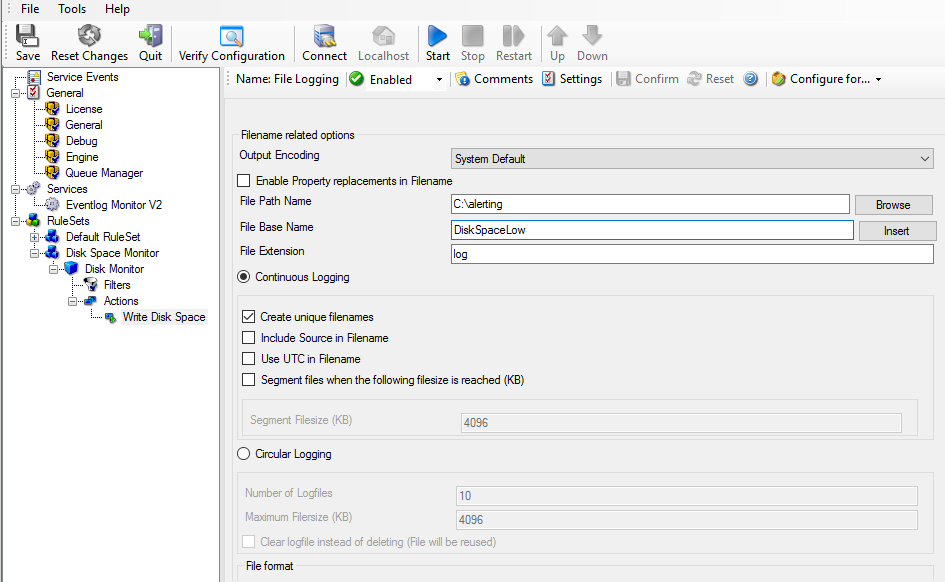 File Tools Help
Save Reset Changes Quit Verify Configuration Connect Localhost Start Stop Restart Up Down
Service Events
General
License
General
Debug
Engine
Queue Manager
Services
Eventlog Monitor V2
RuleSets
Default RuleSet
Disk Space Monitor
Disk Monitor
Filters
Actions
Write Disk Space
Name: File Logging Enabled Comments Settings Confirm Reset Configure for...
Filename related options
Output Encoding System Default
Enable Property replacements in Filename
File Path Name C:\alerting Browse
File Base Name DiskSpaceLow Insert
File Extension log
Continuous Logging
Create unique filenames
Include Source in Filename
Use UTC in Filename
Segment files when the following filesize is reached (KB)
Segment Filesize (KB) 4096
Circular Logging
Number of Logfiles 10
Maximum Filersize (KB) 4096
Clear logfile instead of deleting (File will be reused)
File format